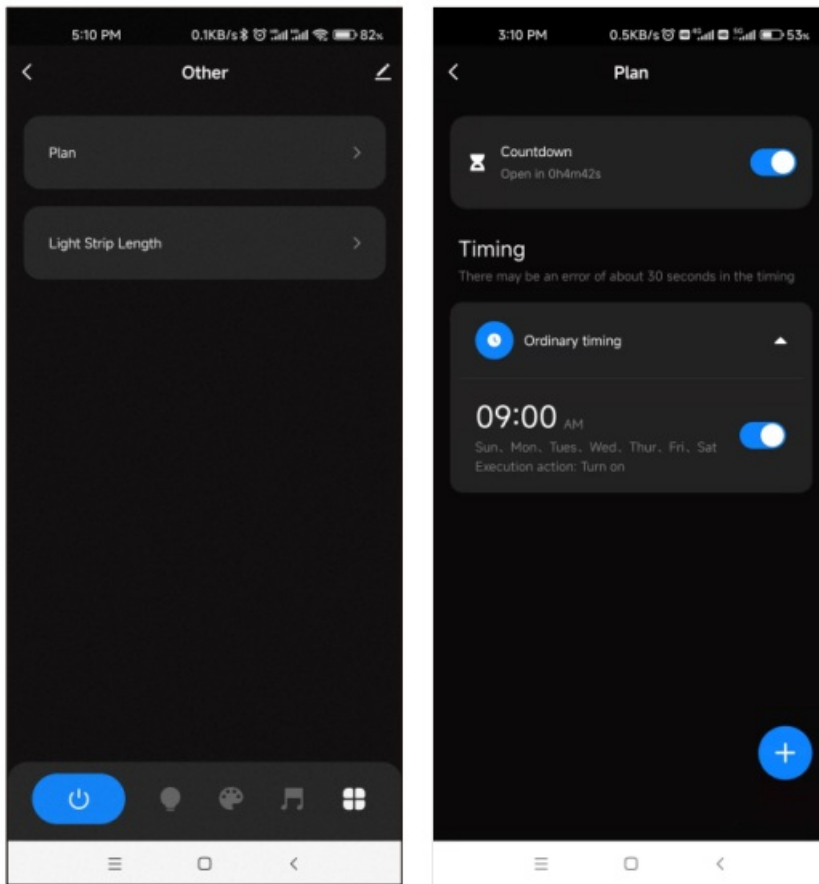 5:10 PM 0.1KB/s 82%
Other
Plan
Light Strip Length
3:10 PM 0.5KB/s 4G 5G 53%
Plan
Countdown
Open in 0h4m42s
Timing
There may be an error of about 30 seconds in the timing
Ordinary timing
09:00 AM
Sun、Mon、Tues、Wed、Thur、Fri、Sat
Execution action: Turn on